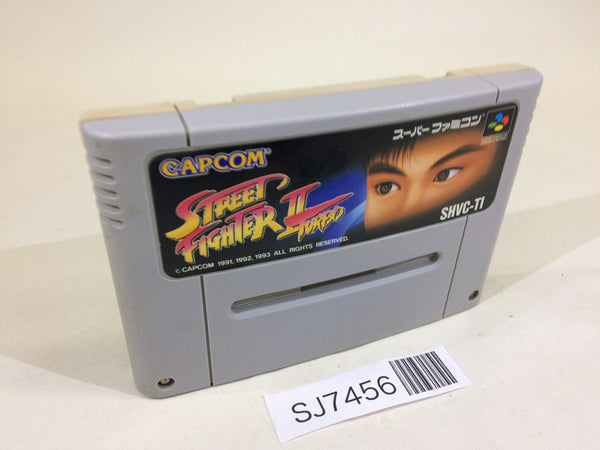 スーパーファミコン
CAPCOM
STREET
FIGHTER II
TURBO
SHVC-TI
© CAPCOM 1991, 1992, 1993 ALL RIGHTS RESERVED.
SJ7456